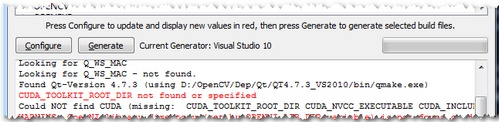 OPENCV
Press Configure to update and display new values in red, then press Generate to generate selected build files.
Configure Generate Current Generator: Visual Studio 10
Looking for Q_WS_MAC
Looking for Q_WS_MAC - not found.
Found Qt-Version 4.7.3 (using D:/OpenCV/Dep/Qt/QT4.7.3_VS2010/bin/qmake.exe)
CUDA_TOOLKIT_ROOT_DIR not found or specified
Could NOT find CUDA (missing: CUDA_TOOLKIT_ROOT_DIR CUDA_NVCC_EXECUTABLE CUDA_INCLU